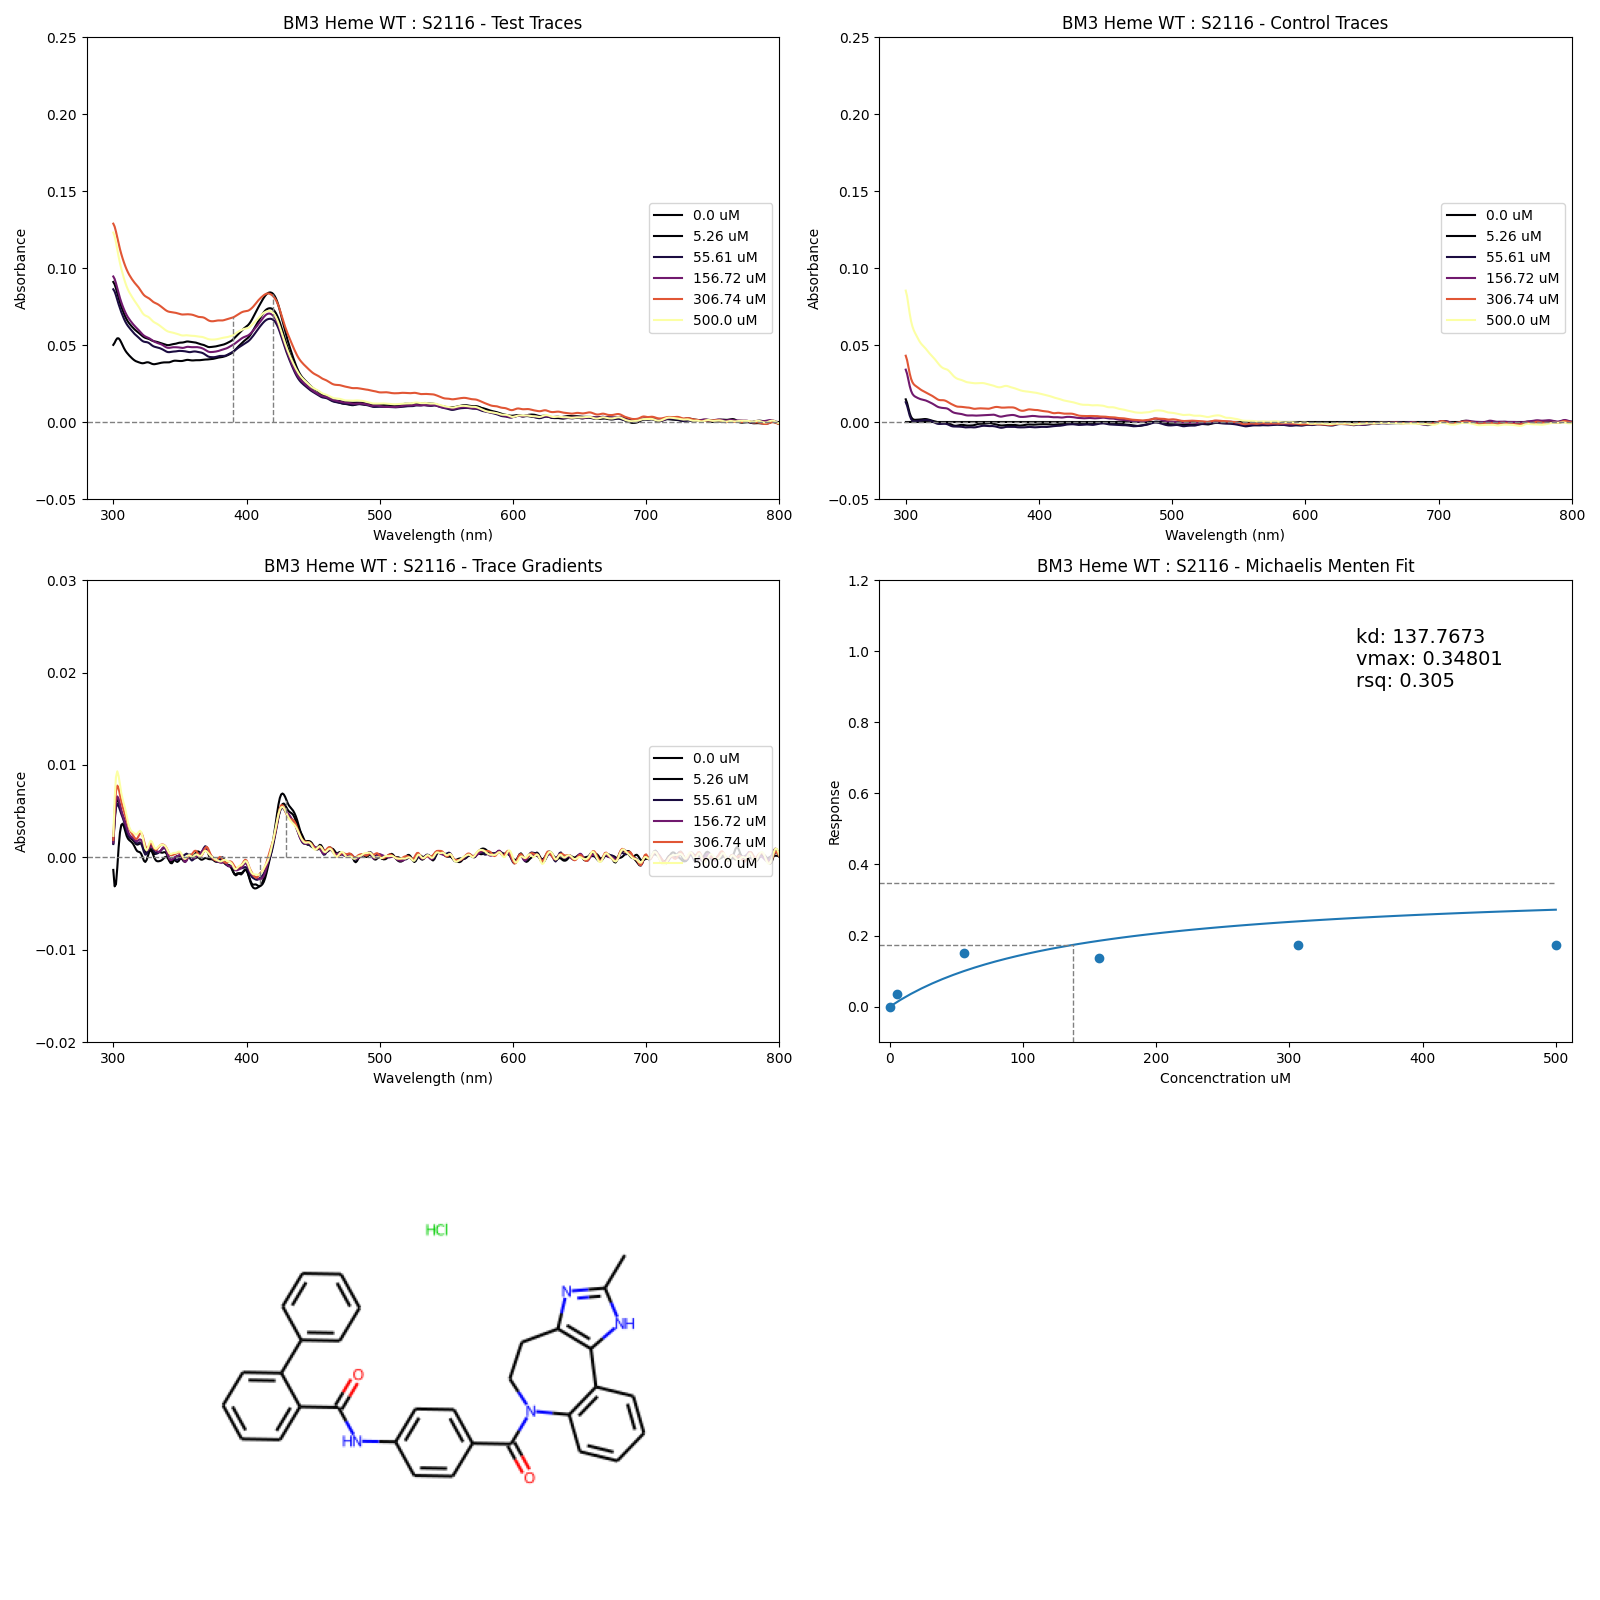 BM3 Heme WT : S2116 - Test Traces
0.25
0.20
0.15
0.10
0.05
0.00
−0.05
Absorbance
300 400 500 600 700 800
Wavelength (nm)
0.0 uM
5.26 uM
55.61 uM
156.72 uM
306.74 uM
500.0 uM
BM3 Heme WT : S2116 - Control Traces
0.25
0.20
0.15
0.10
0.05
0.00
−0.05
Absorbance
300 400 500 600 700 800
Wavelength (nm)
0.0 uM
5.26 uM
55.61 uM
156.72 uM
306.74 uM
500.0 uM
BM3 Heme WT : S2116 - Trace Gradients
0.03
0.02
0.01
0.00
−0.01
−0.02
Absorbance
300 400 500 600 700 800
Wavelength (nm)
0.0 uM
5.26 uM
55.61 uM
156.72 uM
306.74 uM
500.0 uM
BM3 Heme WT : S2116 - Michaelis Menten Fit
1.2
1.0
0.8
0.6
0.4
0.2
0.0
Response
0 100 200 300 400 500
Concenctration uM
kd: 137.7673
vmax: 0.34801
rsq: 0.305
HCl
N
NH
O
N
HN
O